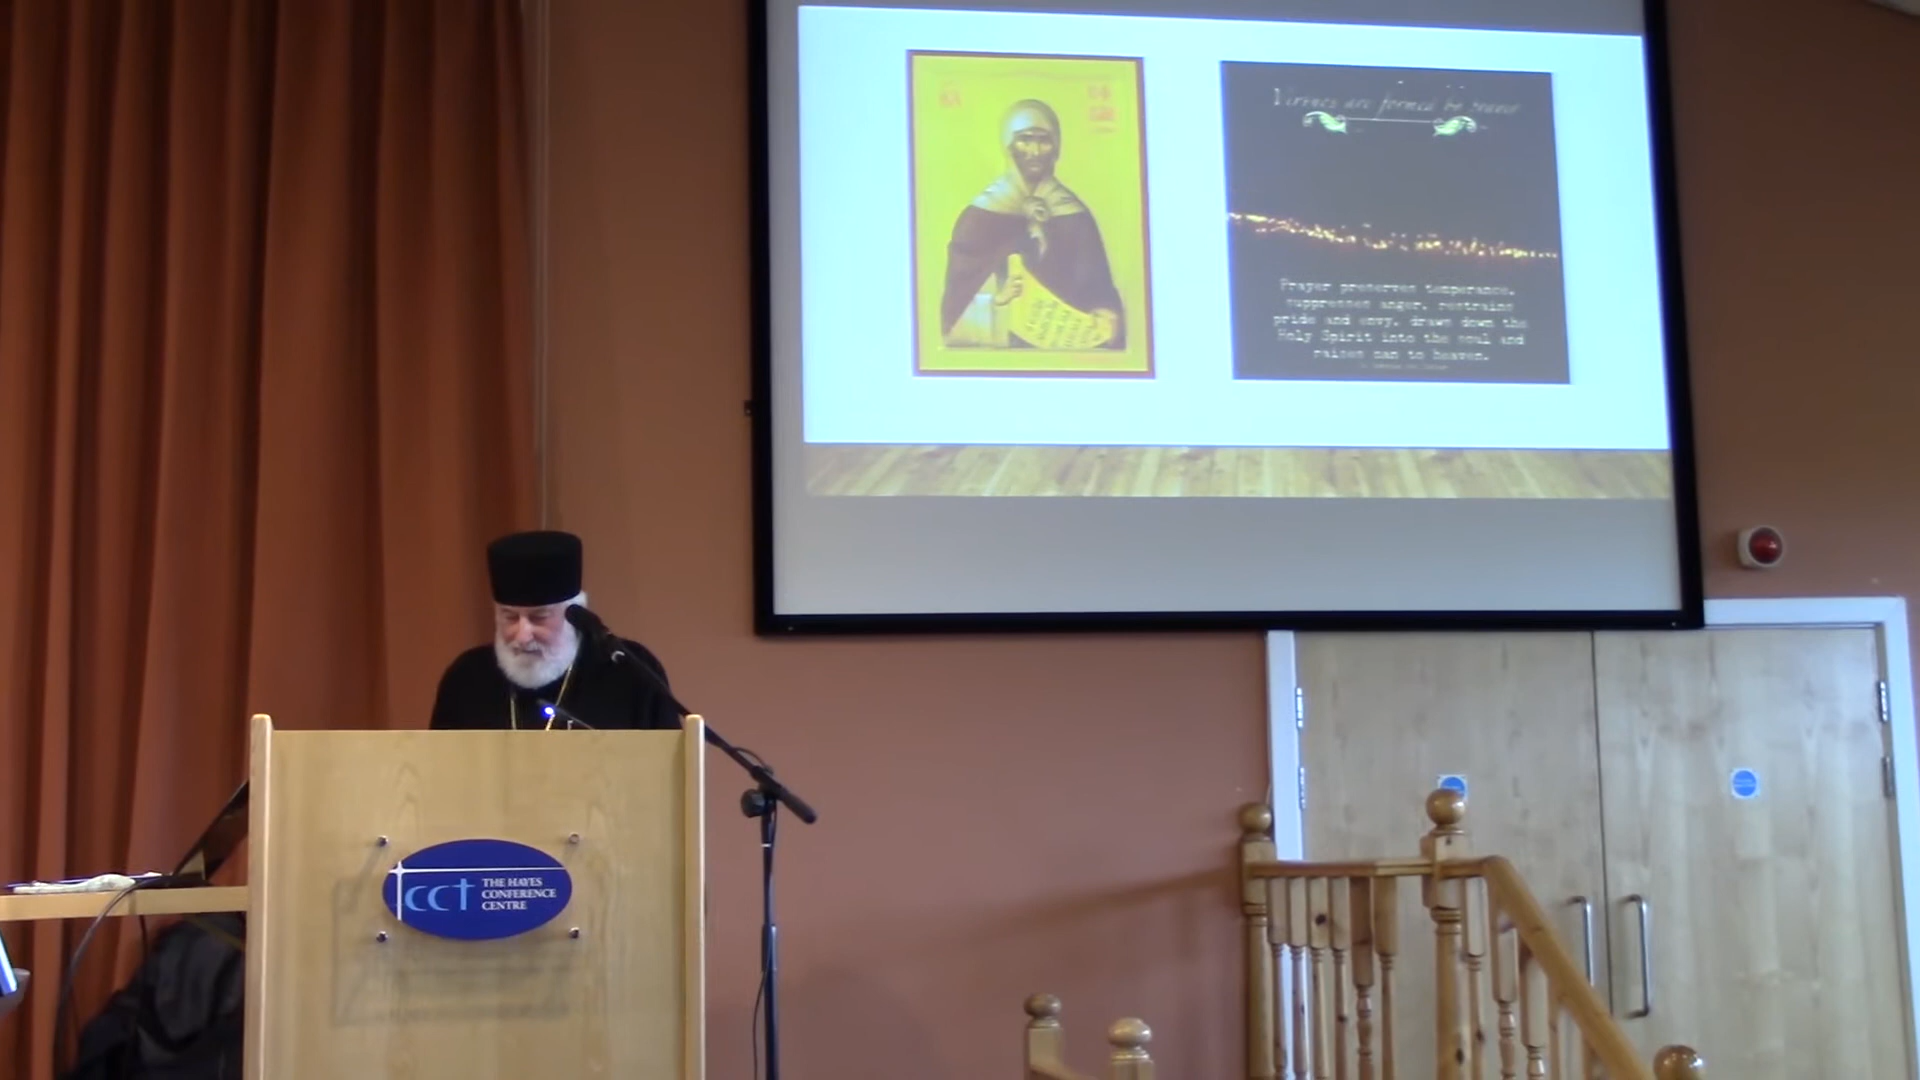 Virtues are formed by prayer
Prayer preserves temperance,
suppresses anger, restrains
pride and envy, draws down the
Holy Spirit into the soul and
raises man to heaven.
cct
THE HAYES
CONFERENCE
CENTRE